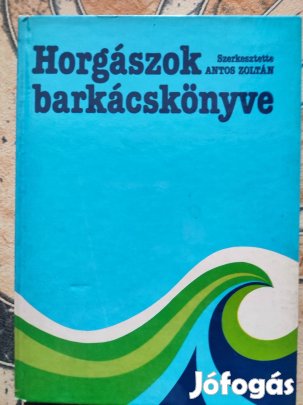 Horgászok
Szerkesztette
ANTOS ZOLTÁN
barkácskönyve
Jófogás